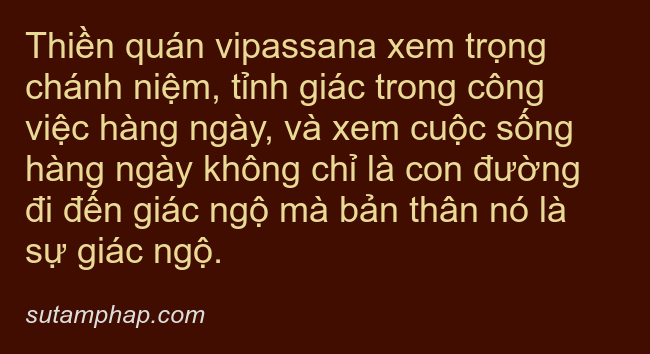 Thiền quán vipassana xem trọng
chánh niệm, tỉnh giác trong công
việc hàng ngày, và xem cuộc sống
hàng ngày không chỉ là con đường
đi đến giác ngộ mà bản thân nó là
sự giác ngộ.
sutamphap.com